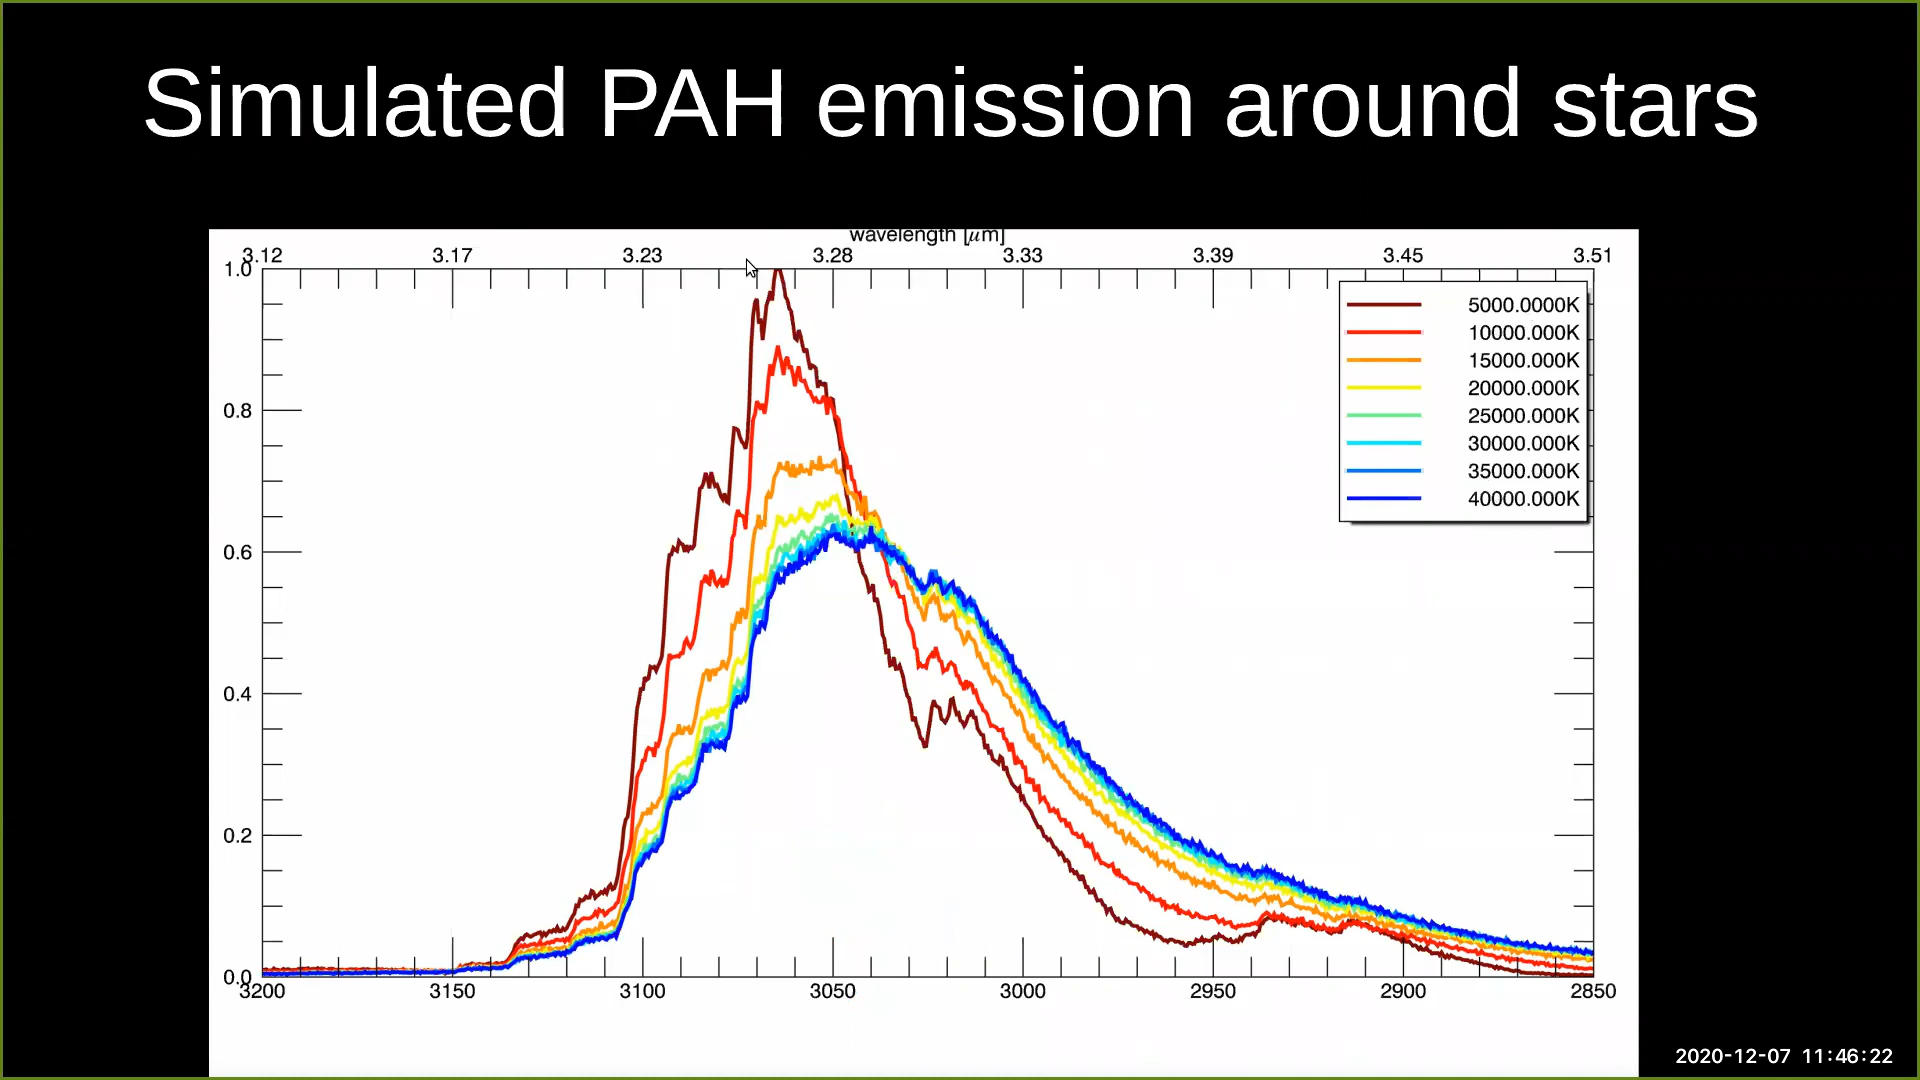 Simulated PAH emission around stars
wavelength [μm]
3.12 3.17 3.23 3.28 3.33 3.39 3.45 3.51
1.0
5000.0000K
10000.000K
15000.000K
20000.000K
25000.000K
30000.000K
35000.000K
40000.000K
0.8
0.6
0.4
0.2
0.0
3200 3150 3100 3050 3000 2950 2900 2850
2020-12-07 11:46:22